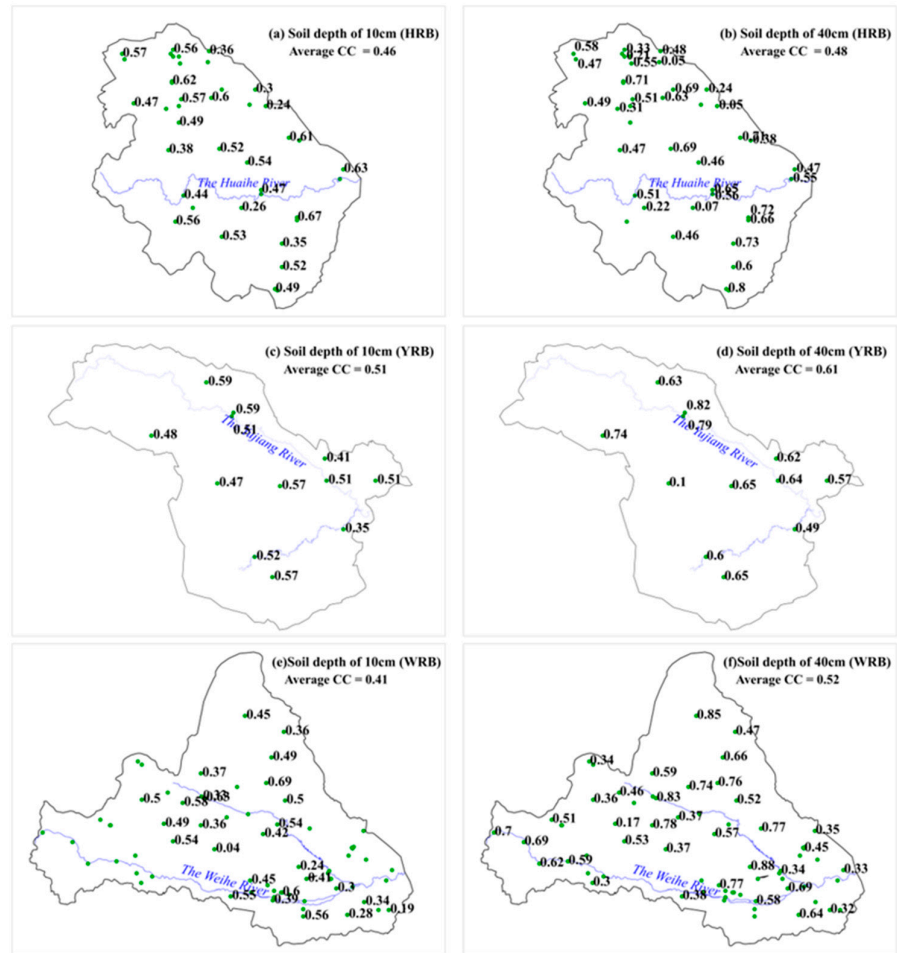 (a) Soil depth of 10cm (HRB)
Average CC = 0.46
0.57 0.56 0.36
0.62
0.3
0.47 0.57 0.6 0.24
0.49
0.61
0.38 0.52
0.54
0.63
The Huaihe River
0.47
0.44
0.26
0.56 0.67
0.53
0.35
0.52
0.49
(b) Soil depth of 40cm (HRB)
Average CC = 0.48
0.58 0.33 0.48
0.47 0.55 0.05
0.71
0.69 0.24
0.49 0.51 0.63
0.31 0.05
0.38
0.47 0.69
0.46
0.47
0.55
The Huaihe River
0.65
0.51
0.22 0.07 0.72
0.66
0.46
0.73
0.6
0.8
(c) Soil depth of 10cm (YRB)
Average CC = 0.51
0.59
0.59
0.51
The Yujiang River
0.48
0.41
0.47 0.57 0.51 0.51
0.35
0.52
0.57
(d) Soil depth of 40cm (YRB)
Average CC = 0.61
0.63
0.82
0.79
The Yujiang River
0.74
0.62
0.1 0.65 0.64 0.57
0.49
0.6
0.65
(e)Soil depth of 10cm (WRB)
Average CC = 0.41
0.45
0.36
0.49
0.37
0.69
0.5 0.58 0.5
0.49 0.36 0.54
0.42
0.54
0.04
0.24
0.45 0.41
The Weihe River
0.6 0.3
0.55 0.39
0.34
0.56 0.28 0.19
(f)Soil depth of 40cm (WRB)
Average CC = 0.52
0.85
0.47
0.66
0.34
0.59
0.74 0.76
0.36 0.46 0.83 0.52
0.51 0.17 0.78 0.37 0.77 0.35
0.7 0.57
0.69 0.53
0.37 0.45
0.62 0.59 0.88 0.34 0.33
0.3 0.77 0.69
The Weihe River
0.38 0.58
0.64 0.32